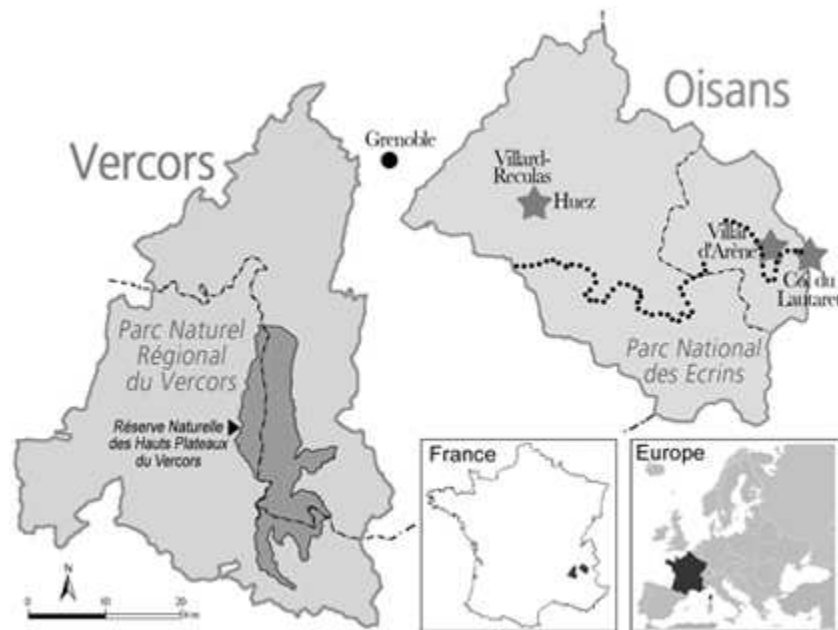 Oisans
Vercors
Grenoble
Villard-
Reculas
Huez
Villar
d'Arène
Col du
Lautaret
Parc Naturel
Régional
du Vercors
Parc National
des Ecrins
Réserve Naturelle
des Hauts Plateaux
du Vercors
France
Europe
N
0 10 20